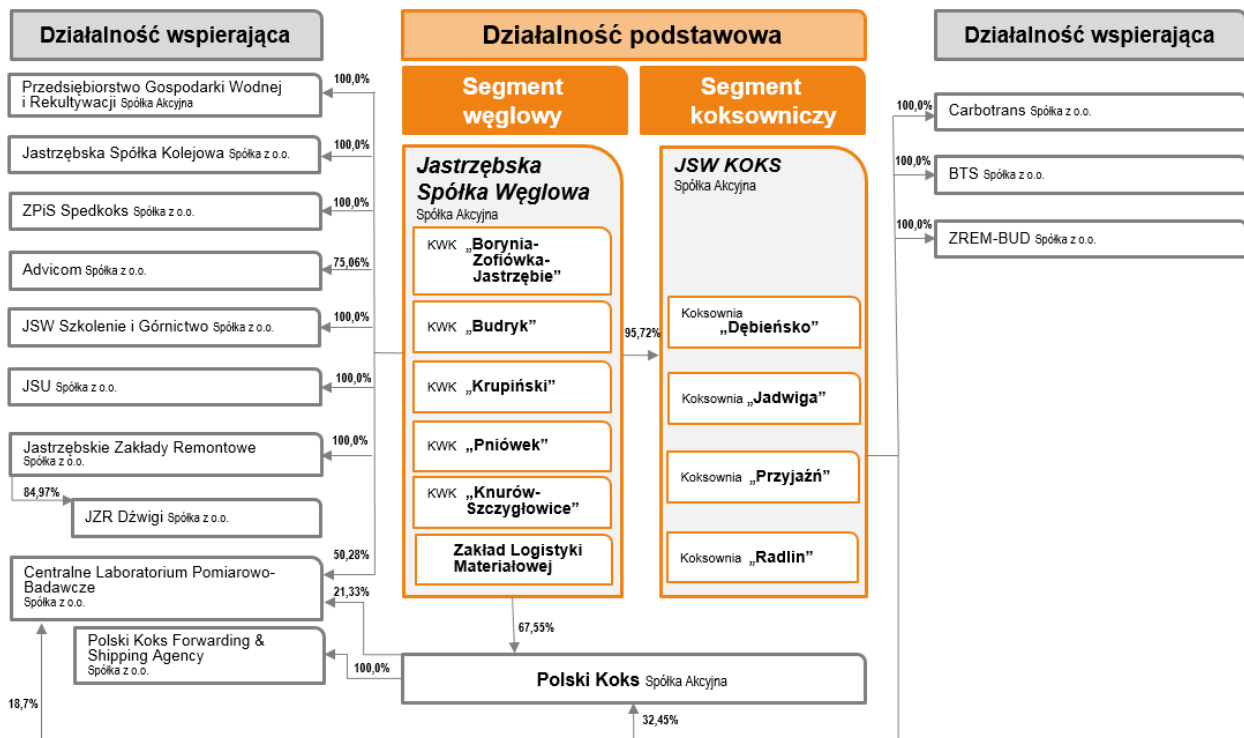 Działalność wspierająca
Działalność podstawowa
Działalność wspierająca
Segment
węglowy
Segment
koksowniczy
Przedsiębiorstwo Gospodarki Wodnej
i Rekultywacji Spółka Akcyjna
100,0%
Jastrzębska Spółka Kolejowa Spółka z o.o.
100,0%
ZPiS Spedkoks Spółka z o.o.
100,0%
Advicom Spółka z o.o.
75,06%
JSW Szkolenie i Górnictwo Spółka z o.o.
100,0%
JSU Spółka z o.o.
100,0%
Jastrzębskie Zakłady Remontowe
Spółka z o.o.
100,0%
84,97%
JZR Dźwigi Spółka z o.o.
Centralne Laboratorium Pomiarowo-
Badawcze
Spółka z o.o.
50,28%
21,33%
Polski Koks Forwarding &
Shipping Agency
Spółka z o.o.
100,0%
18,7%
Jastrzębska
Spółka Węglowa
Spółka Akcyjna
KWK „Borynia-
Zofiówka-
Jastrzębie”
KWK „Budryk”
KWK „Krupiński”
KWK „Pniówek”
KWK „Knurów-
Szczygłowice”
Zakład Logistyki
Materiałowej
95,72%
67,55%
JSW KOKS
Spółka Akcyjna
Koksownia
„Dębieńsko”
Koksownia „Jadwiga”
Koksownia „Przyjaźń”
Koksownia „Radlin”
Polski Koks Spółka Akcyjna
32,45%
100,0%
Carbotrans Spółka z o.o.
100,0%
BTS Spółka z o.o.
100,0%
ZREM-BUD Spółka z o.o.